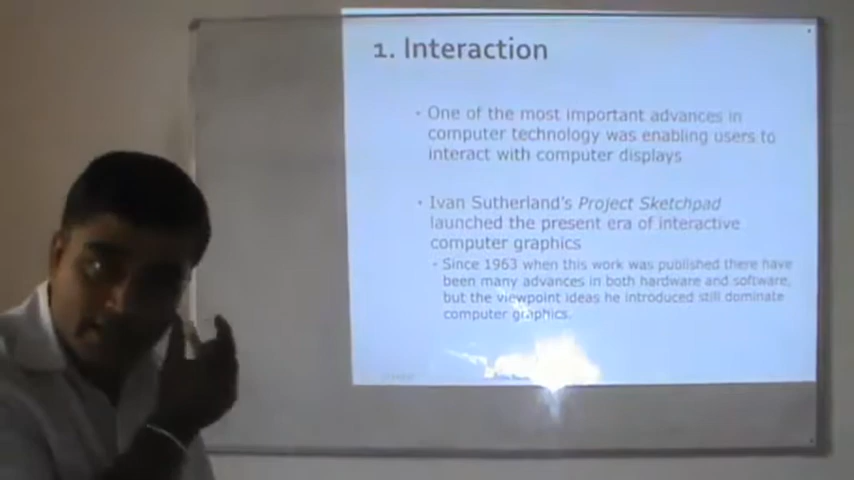 1. Interaction
· One of the most important advances in
computer technology was enabling users to
interact with computer displays
· Ivan Sutherland's Project Sketchpad
launched the present era of interactive
computer graphics
· Since 1963 when this work was published there have
been many advances in both hardware and software,
but the viewpoint ideas he introduced still dominate
computer graphics.